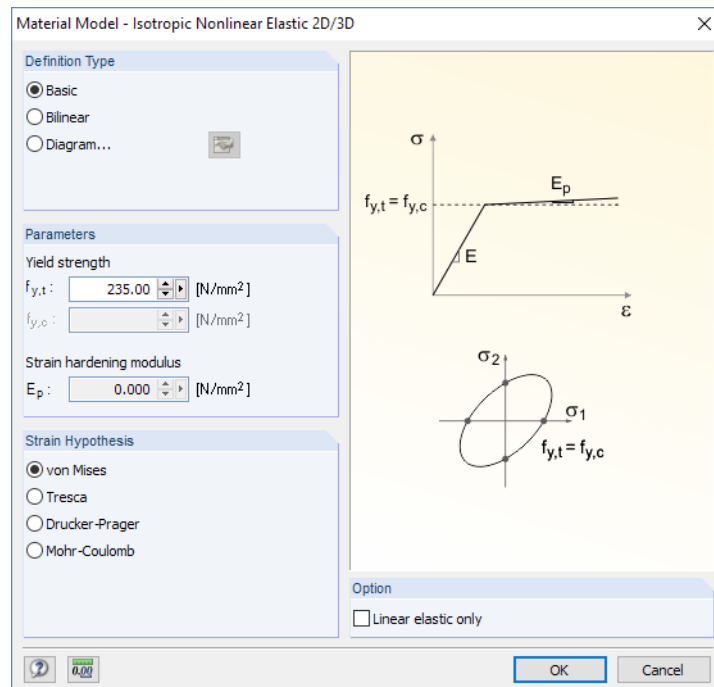 Material Model - Isotropic Nonlinear Elastic 2D/3D
Definition Type
Basic
Bilinear
Diagram...
Parameters
Yield strength
fy,t : 235.00 [N/mm²]
fy,c : [N/mm²]
Strain hardening modulus
Ep : 0.000 [N/mm²]
Strain Hypothesis
von Mises
Tresca
Drucker-Prager
Mohr-Coulomb
σ
fy,t = fy,c
Ep
E
ε
σ2
σ1
fy,t = fy,c
Option
Linear elastic only
0.00
OK
Cancel